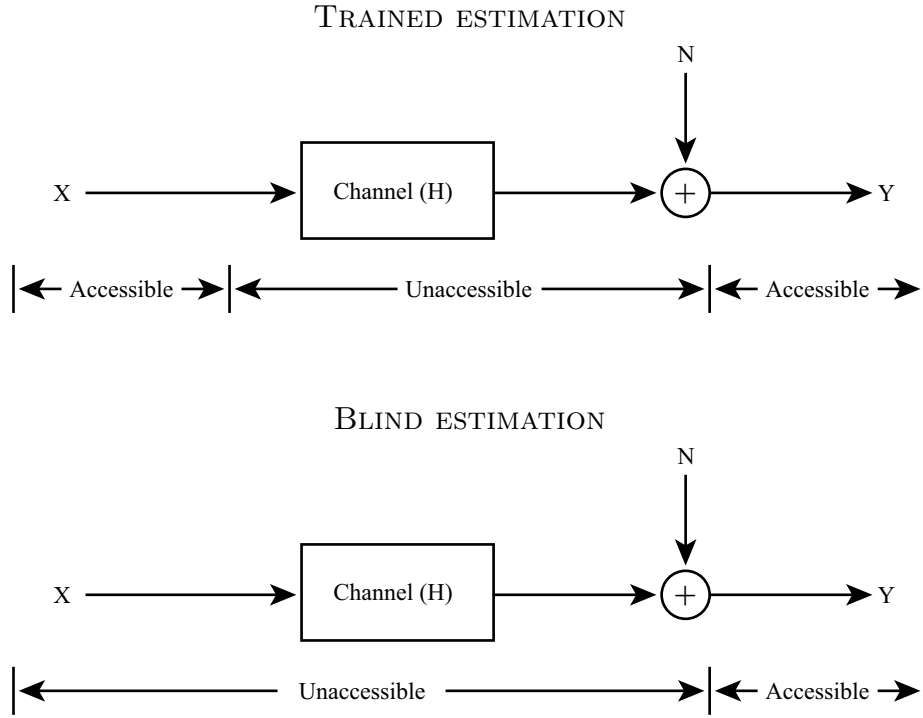 TRAINED ESTIMATION
N
X
Channel (H)
+
Y
Accessible
Unaccessible
Accessible
BLIND ESTIMATION
N
X
Channel (H)
+
Y
Unaccessible
Accessible